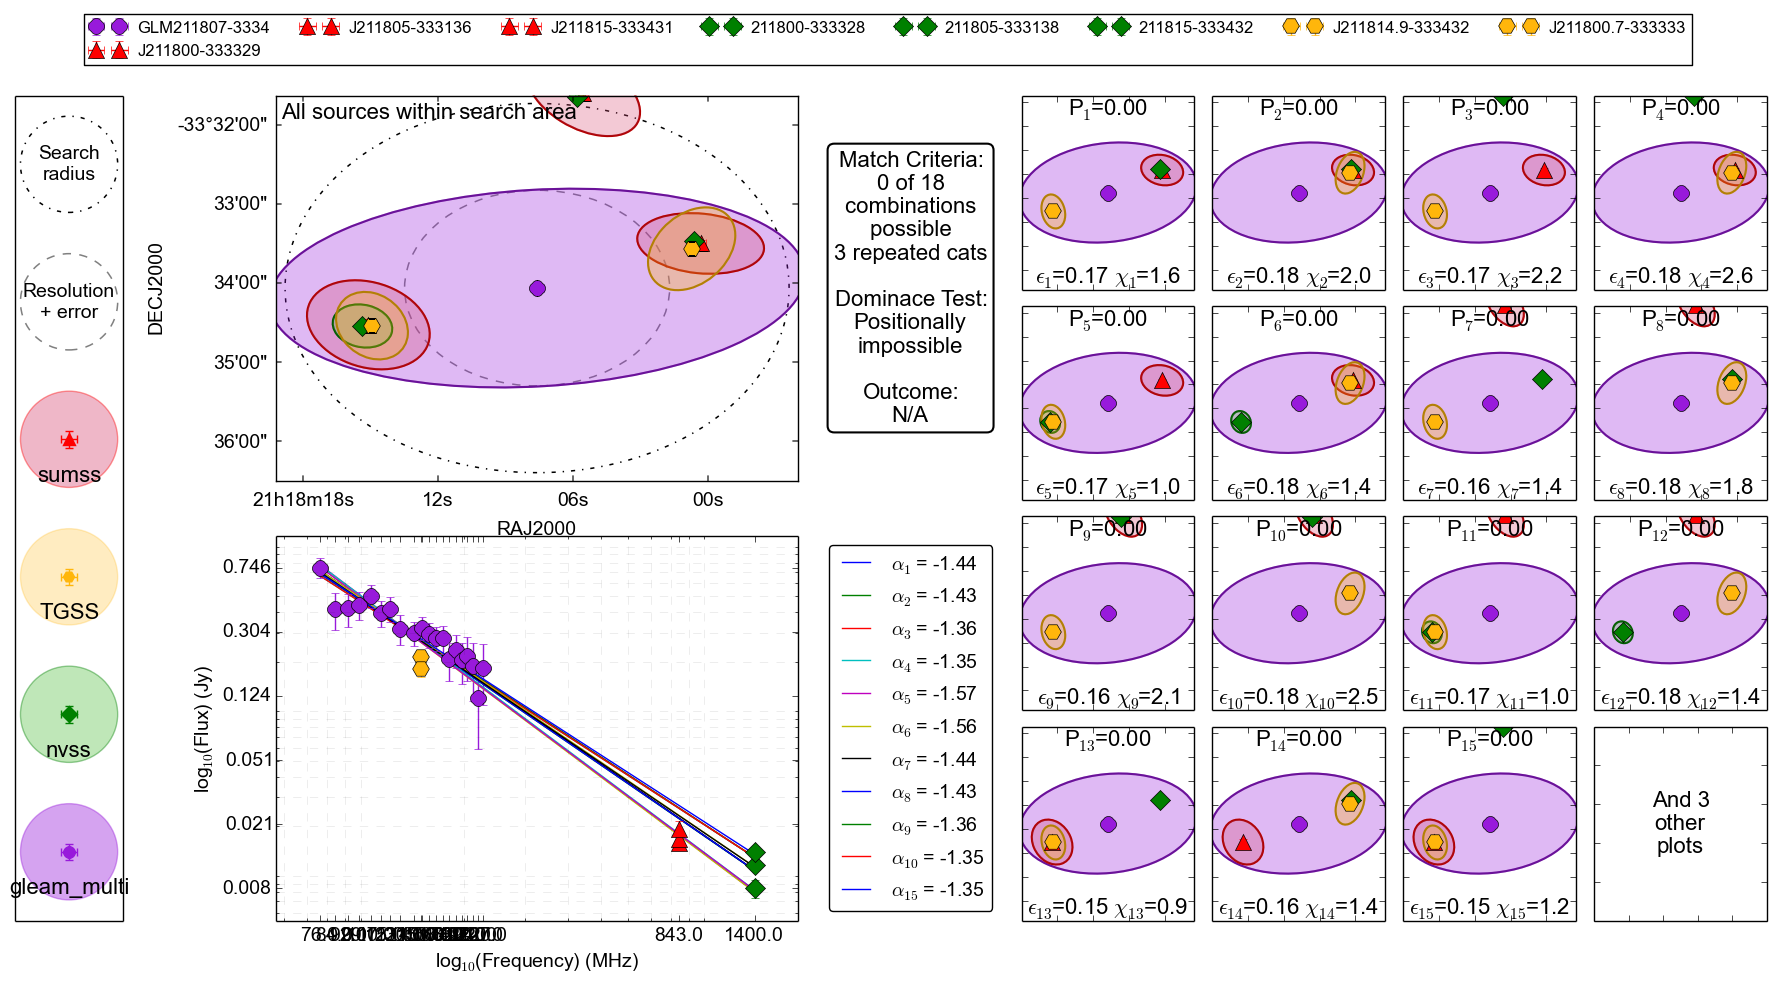 GLM211807-3334 J211805-333136 J211815-333431 211800-333328 211805-333138 211815-333432 J211814.9-333432 J211800.7-333333
J211800-333329
Search
radius
Resolution
+ error
sumss
TGSS
nvss
gleam_multi
All sources within search area
-33°32'00"
33'00"
34'00"
35'00"
36'00"
DECJ2000
21h18m18s 12s 06s 00s
RAJ2000
Match Criteria:
0 of 18
combinations
possible
3 repeated cats
Dominace Test:
Positionally
impossible
Outcome:
N/A
0.746
0.304
0.124
0.051
0.021
0.008
log10(Flux) (Jy)
843.0 1400.0
log10(Frequency) (MHz)
α1 = -1.44
α2 = -1.43
α3 = -1.36
α4 = -1.35
α5 = -1.57
α6 = -1.56
α7 = -1.44
α8 = -1.43
α9 = -1.36
α10 = -1.35
α15 = -1.35
P1=0.00 P2=0.00 P3=0.00 P4=0.00
ϵ1=0.17 χ1=1.6 ϵ2=0.18 χ2=2.0 ϵ3=0.17 χ3=2.2 ϵ4=0.18 χ4=2.6
P5=0.00 P6=0.00 P7=0.00 P8=0.00
ϵ5=0.17 χ5=1.0 ϵ6=0.18 χ6=1.4 ϵ7=0.16 χ7=1.4 ϵ8=0.18 χ8=1.8
P9=0.00 P10=0.00 P11=0.00 P12=0.00
ϵ9=0.16 χ9=2.1 ϵ10=0.18 χ10=2.5 ϵ11=0.17 χ11=1.0 ϵ12=0.18 χ12=1.4
P13=0.00 P14=0.00 P15=0.00
ϵ13=0.15 χ13=0.9 ϵ14=0.16 χ14=1.4 ϵ15=0.15 χ15=1.2
And 3
other
plots